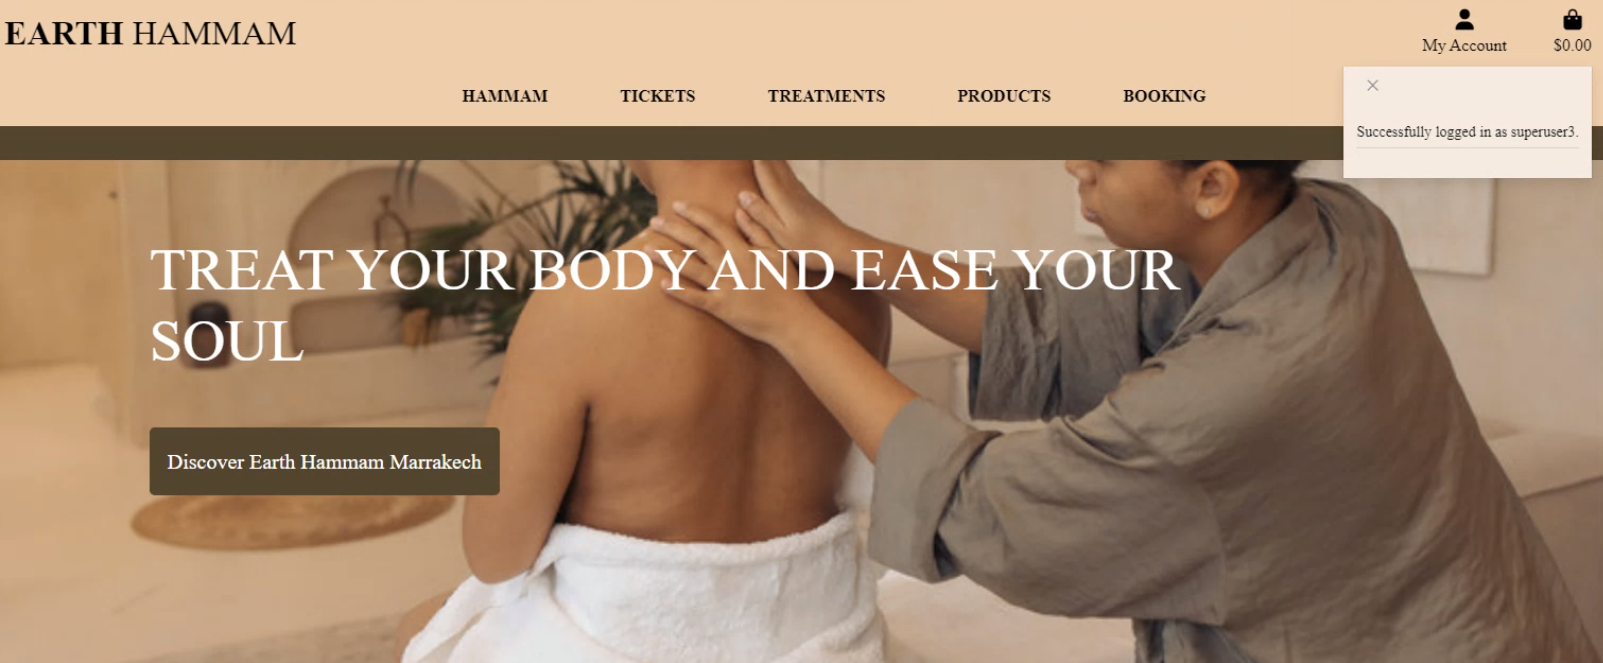 EARTH HAMMAM
My Account
$0.00
HAMMAM
TICKETS
TREATMENTS
PRODUCTS
BOOKING
Successfully logged in as superuser3.
TREAT YOUR BODY AND EASE YOUR
SOUL
Discover Earth Hammam Marrakech